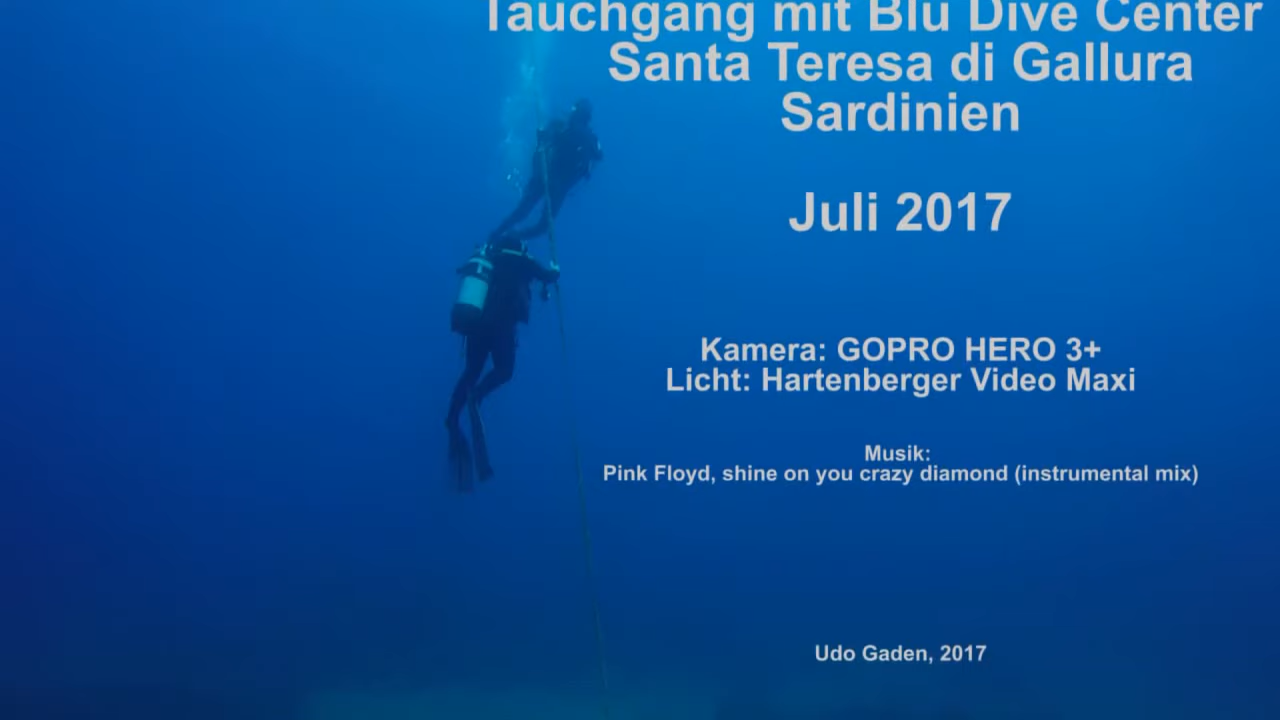 Tauchgang mit Blu Dive Center
Santa Teresa di Gallura
Sardinien
Juli 2017
Kamera: GOPRO HERO 3+
Licht: Hartenberger Video Maxi
Musik:
Pink Floyd, shine on you crazy diamond (instrumental mix)
Udo Gaden, 2017